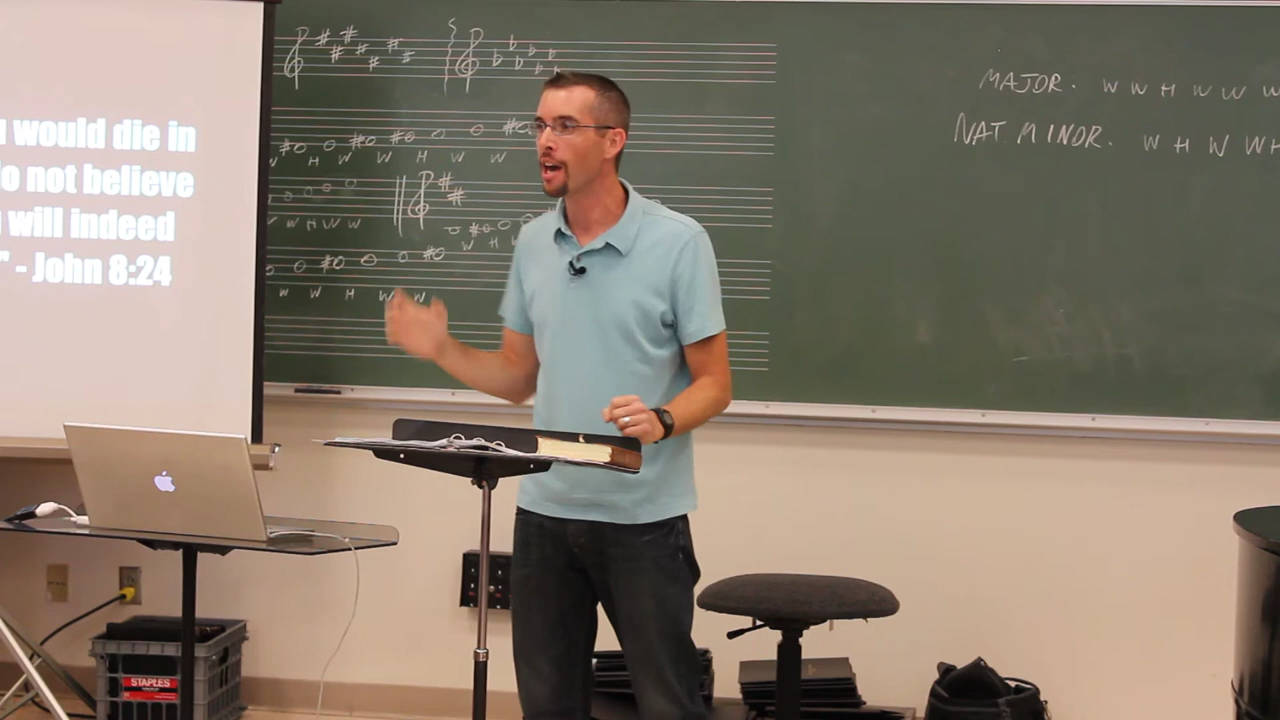 u would die in
o not believe
will indeed
" - John 8:24
MAJOR. W W H W W W
NAT MINOR. W H W W H
W H W W H W W
W W H W W
W H
W W H W W
STAPLES